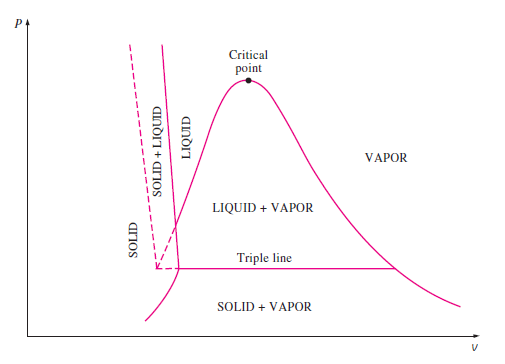 P
Critical
point
SOLID + LIQUID
LIQUID
VAPOR
LIQUID + VAPOR
SOLID
Triple line
SOLID + VAPOR
V